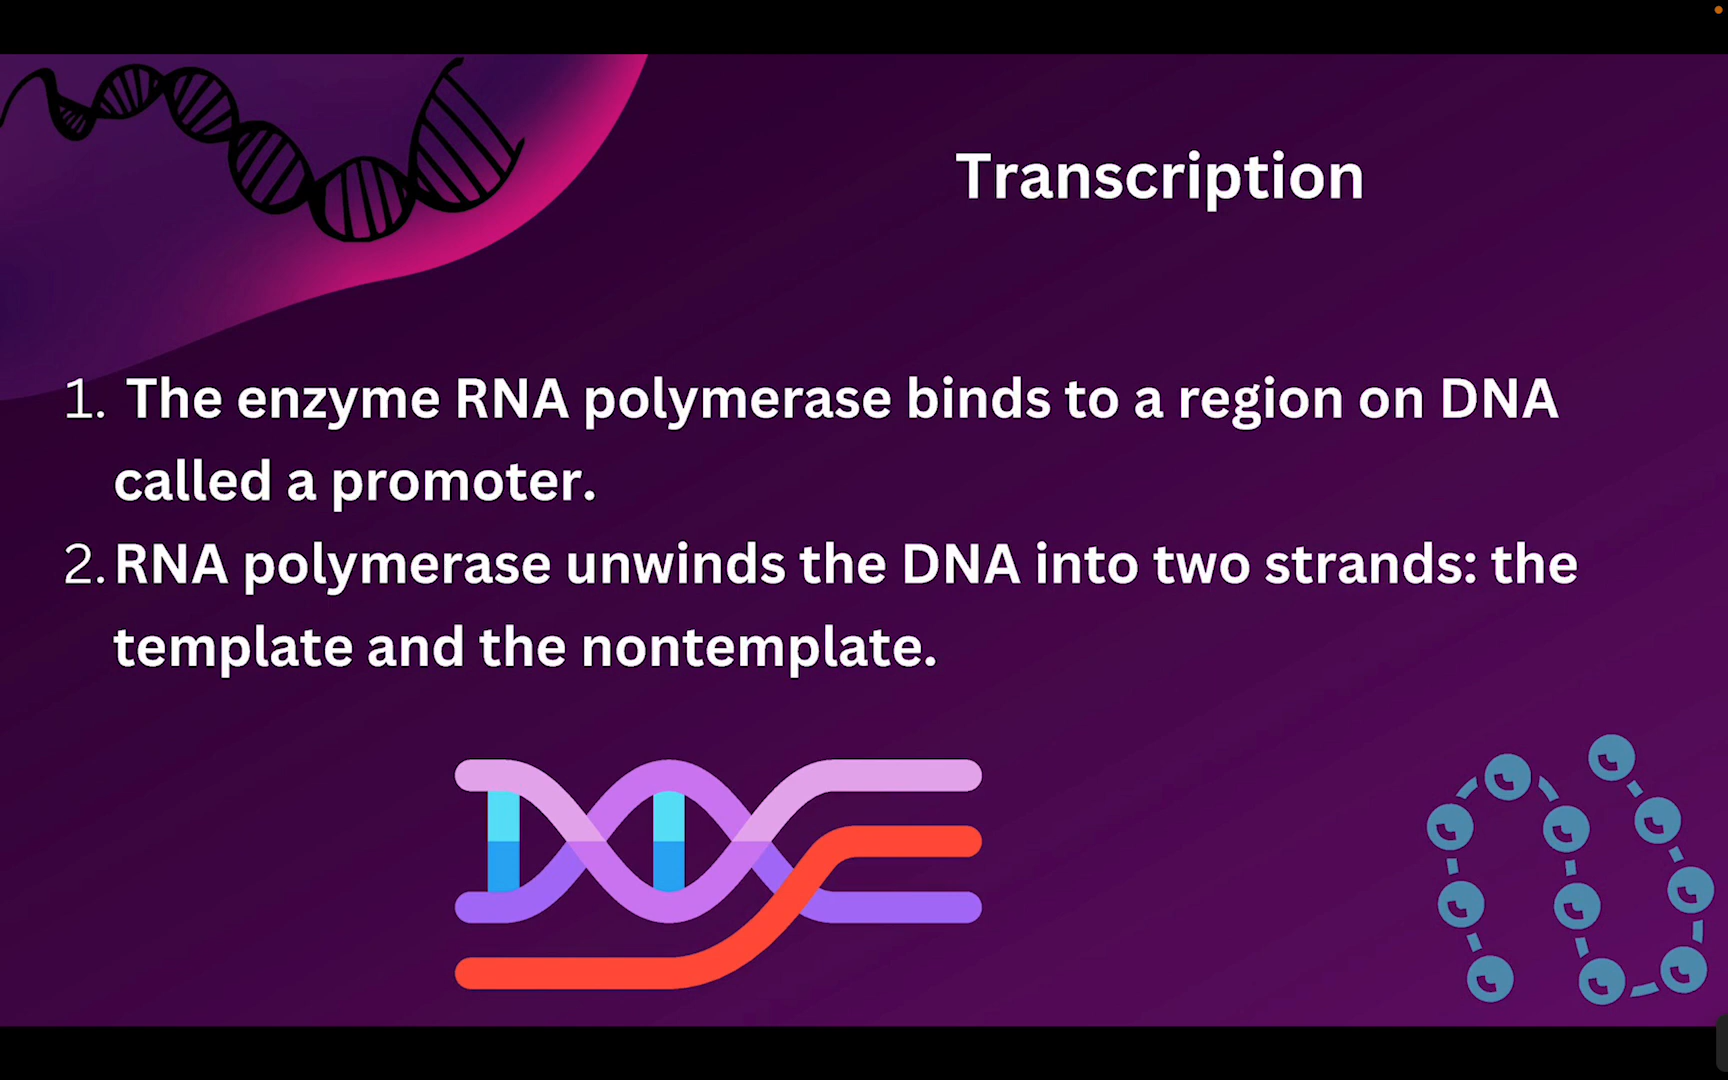 Transcription
1. The enzyme RNA polymerase binds to a region on DNA
called a promoter.
2. RNA polymerase unwinds the DNA into two strands: the
template and the nontemplate.